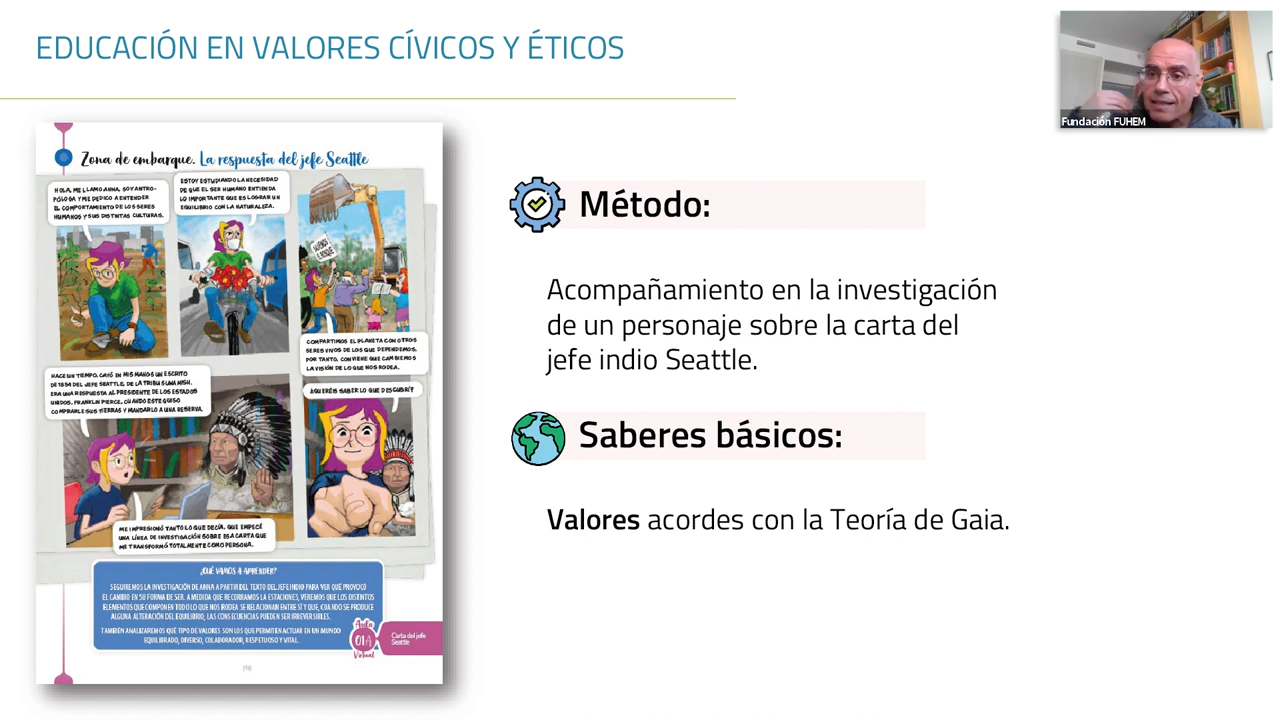 EDUCACIÓN EN VALORES CÍVICOS Y ÉTICOS
Fundación FUHEM
Zona de embarque. La respuesta del jefe Seattle
HOLA, ME LLAMO ANNA, SOY ANTRO-
PÓLOGA Y ME DEDICO A ENTENDER
EL COMPORTAMIENTO DE LOS SERES
HUMANOS Y SUS DISTINTAS CULTURAS.
ESTOY ESTUDIANDO LA NECESIDAD
DE QUE EL SER HUMANO ENTIENDA
LO IMPORTANTE QUE ES LOGRAR UN
EQUILIBRIO CON LA NATURALEZA.
COMPARTIMOS EL PLANETA CON OTROS
SERES VIVOS DE LOS QUE DEPENDEMOS,
POR TANTO, CONVIENE QUE CAMBIEMOS
LA VISIÓN DE LO QUE NOS RODEA.
HACE UN TIEMPO, CAYÓ EN MIS MANOS UN ESCRITO
DE 1854 DEL JEFE SEATTLE, DE LA TRIBU SUWAMISH.
ERA UNA RESPUESTA AL PRESIDENTE DE LOS ESTADOS
UNIDOS, FRANKLIN PIERCE, CUANDO ESTE QUISO
COMPRARLE SUS TIERRAS Y MANDARLO A UNA RESERVA.
¿QUERÉIS SABER LO QUE DESCUBRÍ?
ME IMPRESIONÓ TANTO LO QUE DECÍA, QUE EMPECÉ
UNA LÍNEA DE INVESTIGACIÓN SOBRE ESA CARTA QUE
ME TRANSFORMÓ TOTALMENTE COMO PERSONA.
¿QUÉ VAMOS A APRENDER?
SEGUIREMOS LA INVESTIGACIÓN DE ANNA A PARTIR DEL TEXTO DEL JEFE INDIO PARA VER QUÉ PROVOCÓ
EL CAMBIO EN SU FORMA DE SER. A MEDIDA QUE RECORRAMOS LA ESTACIONES, VEREMOS QUE LOS DISTINTOS
ELEMENTOS QUE COMPONEN TODO LO QUE NOS RODEA SE RELACIONAN ENTRE SÍ Y QUE, CUANDO SE PRODUCE
ALGUNA ALTERACIÓN DEL EQUILIBRIO, LAS CONSECUENCIAS PUEDEN SER IRREVERSIBLES.
TAMBIÉN ANALIZAREMOS QUÉ TIPO DE VALORES SON LOS QUE PERMITEN ACTUAR EN UN MUNDO
EQUILIBRADO, DIVERSO, COLABORADOR, RESPETUOSO Y VITAL.
Aula
01A
Virtual
Carta del jefe
Seattle
196
Método:
Acompañamiento en la investigación
de un personaje sobre la carta del
jefe indio Seattle.
Saberes básicos:
Valores acordes con la Teoría de Gaia.